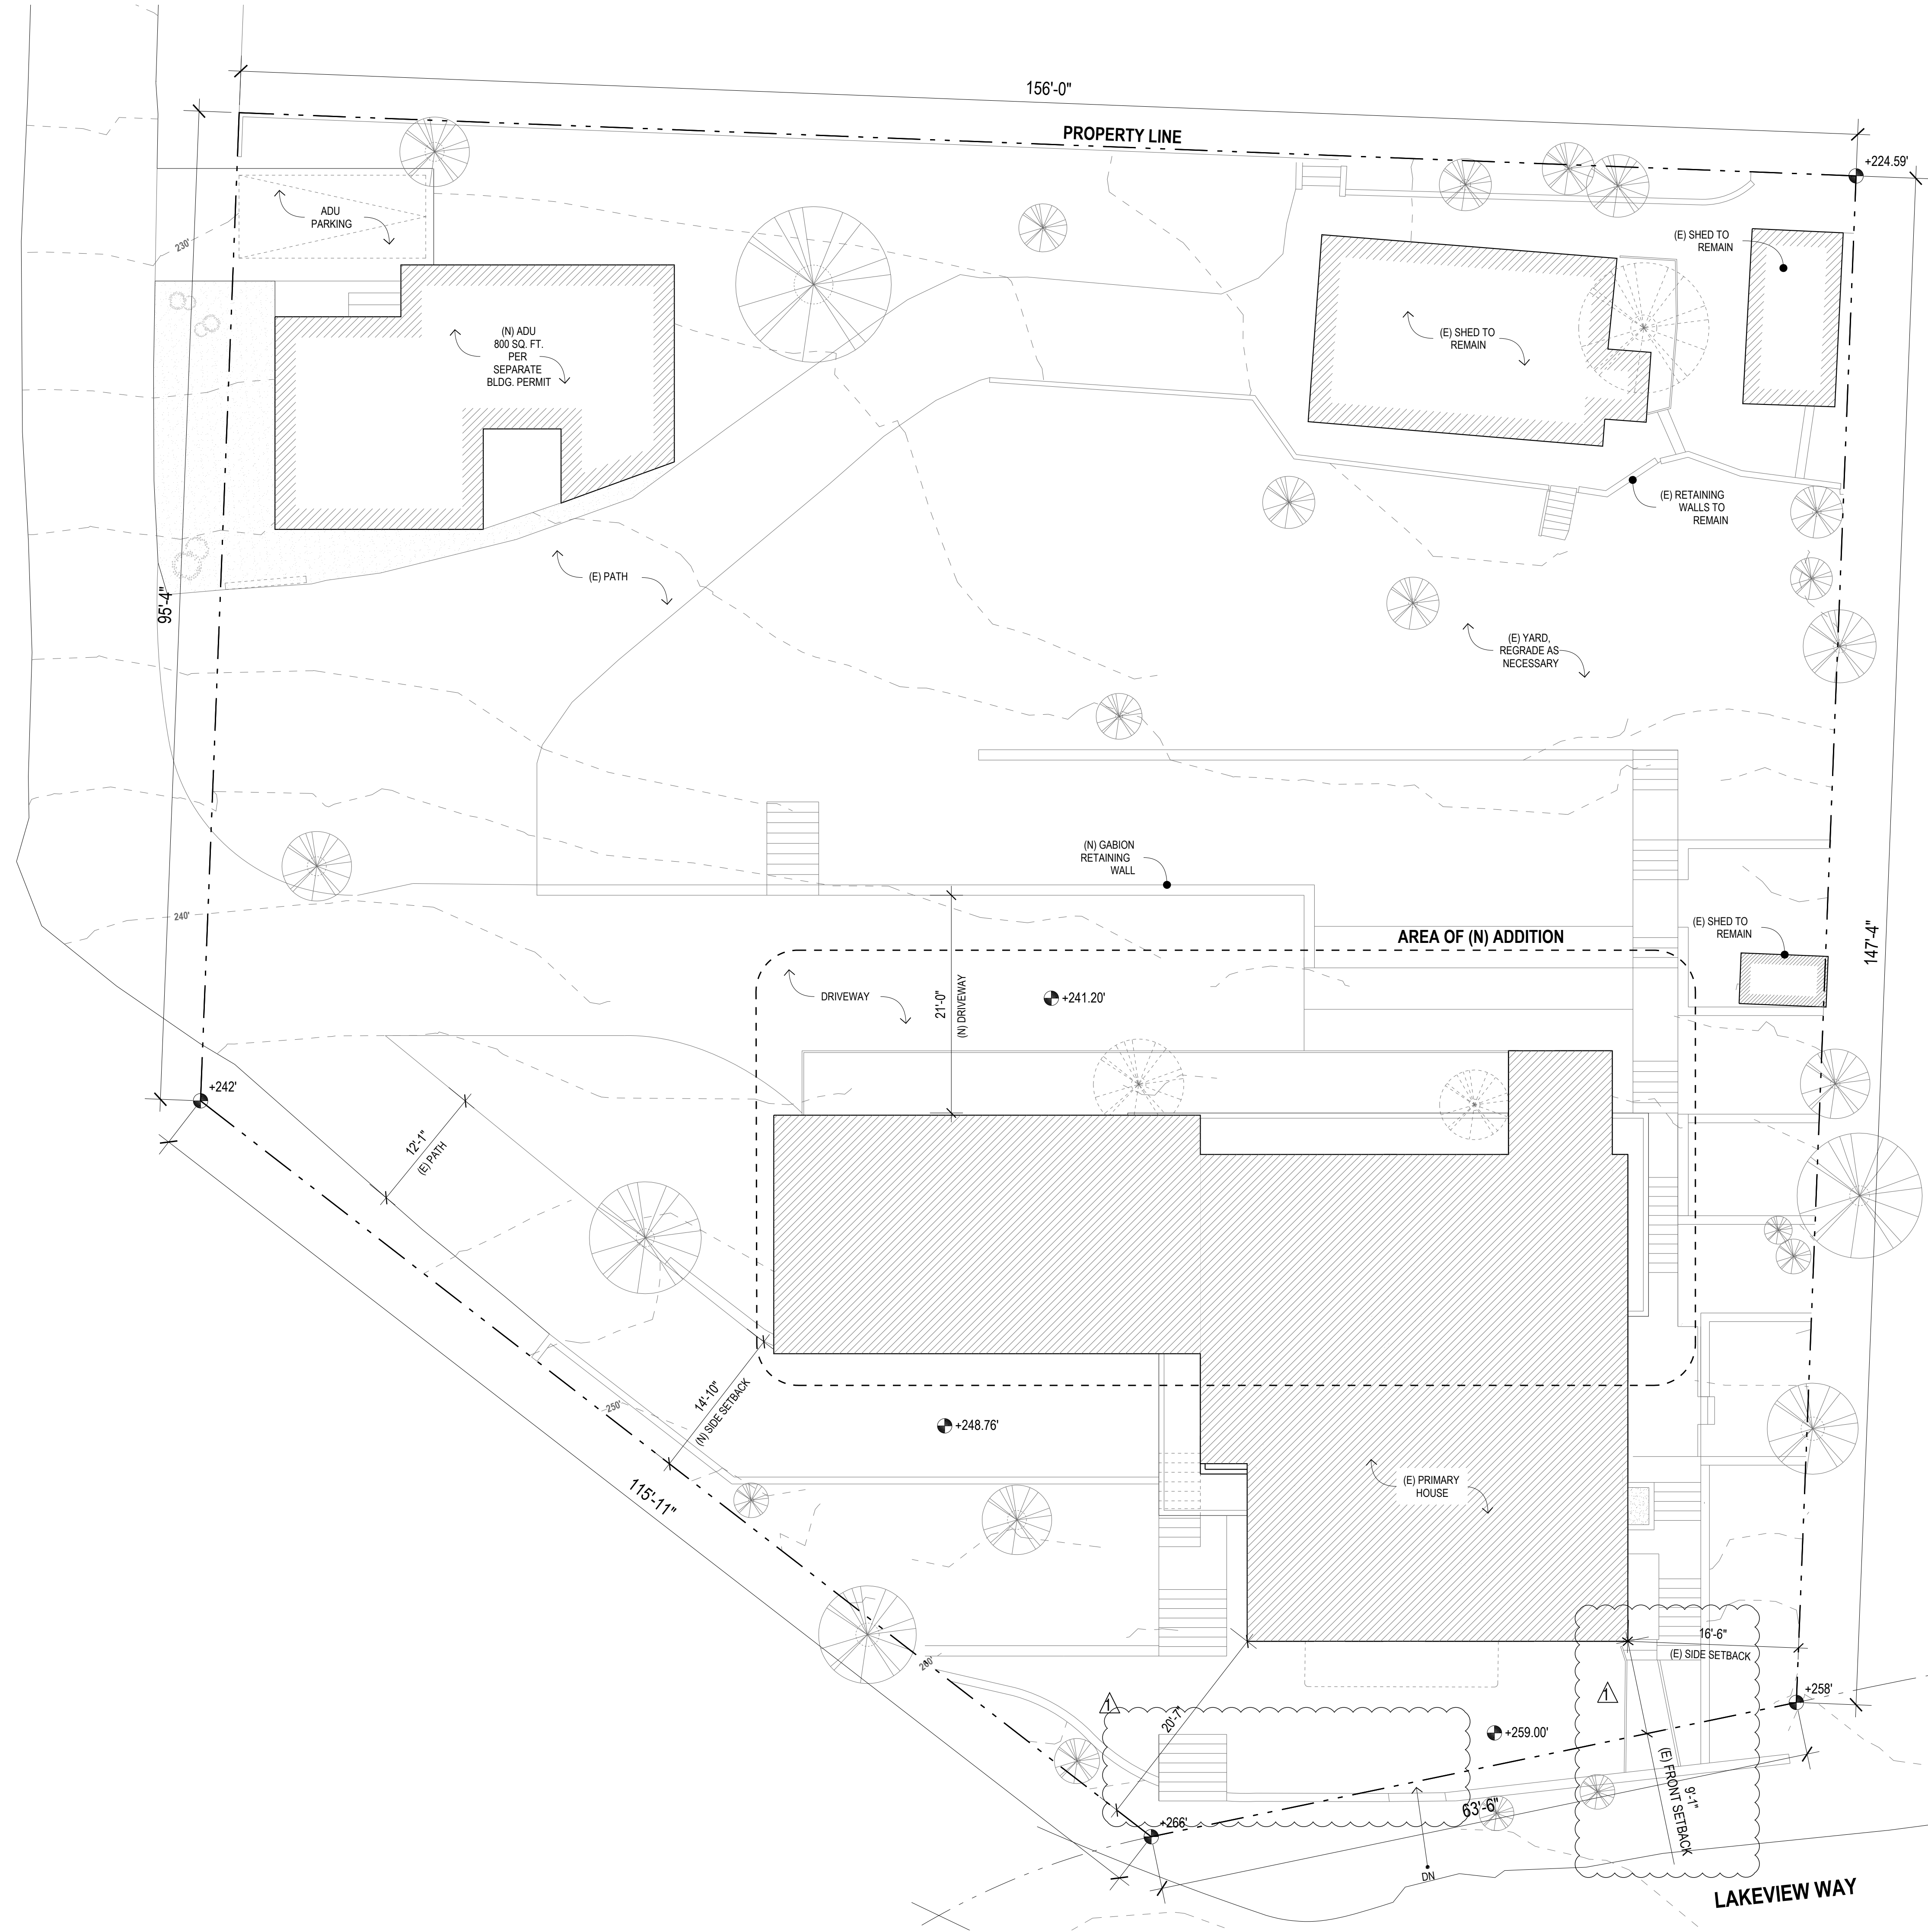 156'-0"
PROPERTY LINE
+224.59'
ADU
PARKING
230'
(E) SHED TO
REMAIN
(N) ADU
800 SQ. FT.
PER
SEPARATE
BLDG. PERMIT
(E) SHED TO
REMAIN
(E) RETAINING
WALLS TO
REMAIN
(E) PATH
95'-4"
(E) YARD,
REGRADE AS
NECESSARY
(N) GABION
RETAINING
WALL
240'
AREA OF (N) ADDITION
(E) SHED TO
REMAIN
147'-4"
DRIVEWAY
21'-0"
(N) DRIVEWAY
+241.20'
+242'
12'-1"
(E) PATH
14'-10"
(N) SIDE SETBACK
250'
+248.76'
115'-11"
(E) PRIMARY
HOUSE
260'
16'-6"
(E) SIDE SETBACK
1
1
20'-7"
+258'
+259.00'
9'-1"
(E) FRONT SETBACK
63'-6"
+266'
DN
LAKEVIEW WAY